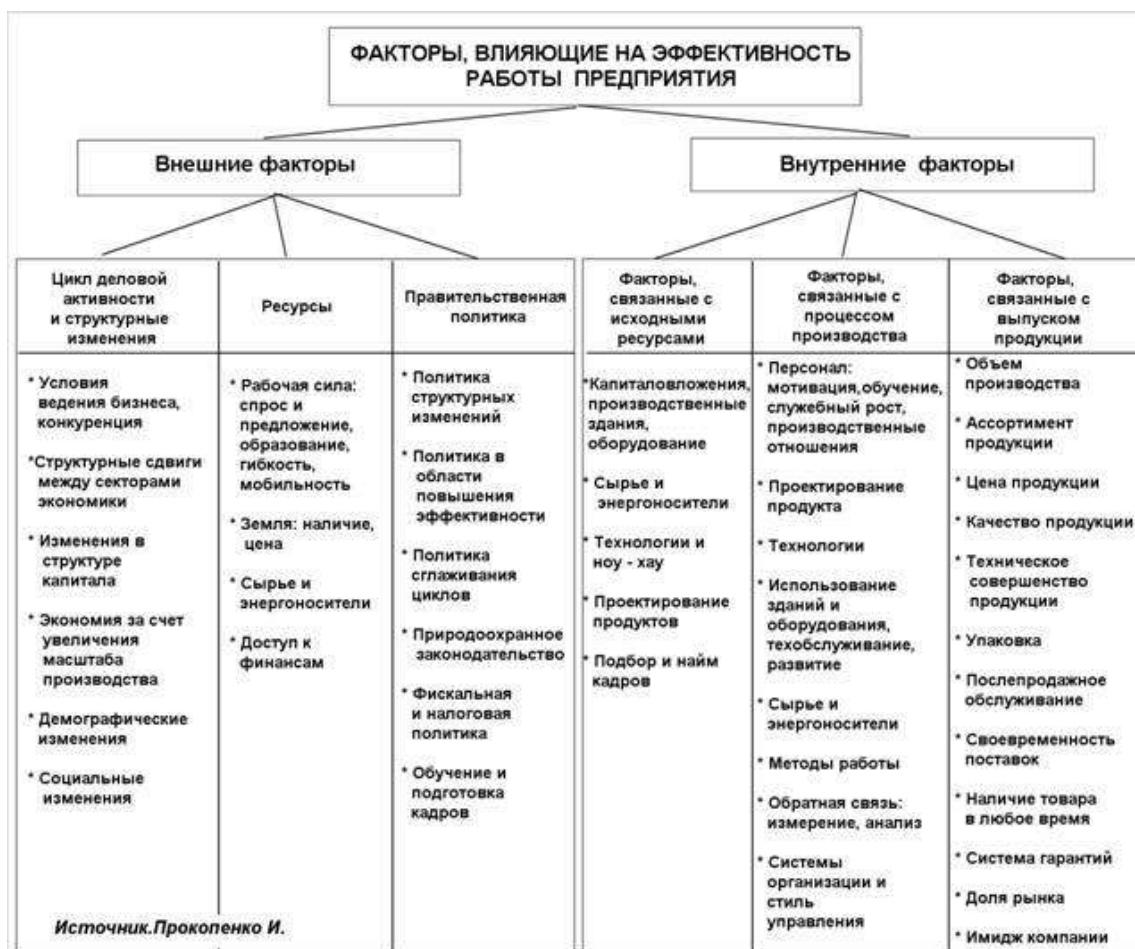 ФАКТОРЫ, ВЛИЯЮЩИЕ НА ЭФФЕКТИВНОСТЬ
РАБОТЫ ПРЕДПРИЯТИЯ
Внешние факторы
Внутренние факторы
Цикл деловой
активности
и структурные
изменения
* Условия
ведения бизнеса,
конкуренция
*Структурные сдвиги
между секторами
экономики
* Изменения в
структуре
капитала
* Экономия за счет
увеличения
масштаба
производства
* Демографические
изменения
* Социальные
изменения
Ресурсы
* Рабочая сила:
спрос и
предложение,
образование,
гибкость,
мобильность
* Земля: наличие,
цена
* Сырье и
энергоносители
* Доступ к
финансам
Правительственная
политика
* Политика
структурных
изменений
* Политика в
области
повышения
эффективности
* Политика
сглаживания
циклов
* Природоохранное
законодательство
* Фискальная
и налоговая
политика
* Обучение и
подготовка
кадров
Факторы,
связанные с
исходными
ресурсами
*Капиталовложения,
производственные
здания,
оборудование
* Сырье и
энергоносители
* Технологии и
ноу - хау
* Проектирование
продуктов
* Подбор и найм
кадров
Факторы,
связанные с
процессом
производства
* Персонал:
мотивация,обучение,
служебный рост,
производственные
отношения
* Проектирование
продукта
* Технологии
* Использование
зданий и
оборудования,
техобслуживание,
развитие
* Сырье и
энергоносители
* Методы работы
* Обратная связь:
измерение, анализ
* Системы
организации и
стиль
управления
Факторы,
связанные с
выпуском
продукции
* Объем
производства
* Ассортимент
продукции
* Цена продукции
* Качество продукции
* Техническое
совершенство
продукции
* Упаковка
* Послепродажное
обслуживание
* Своевременность
поставок
* Наличие товара
в любое время
* Система гарантий
* Доля рынка
* Имидж компании
Источник.Прокопенко И.